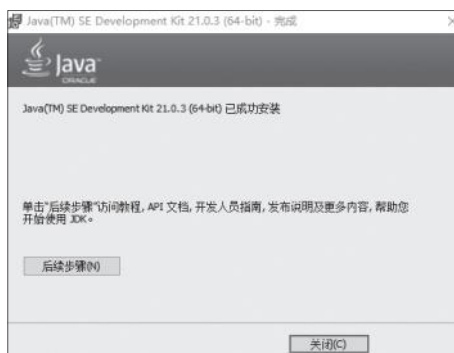 Java(TM) SE Development Kit 21.0.3 (64-bit) - 完成
Java
ORACLE
Java(TM) SE Development Kit 21.0.3 (64-bit) 已成功安装
单击"后续步骤"访问教程, API 文档, 开发人员指南, 发布说明及更多内容, 帮助您
开始使用 JDK。
后续步骤(N)
关闭(C)